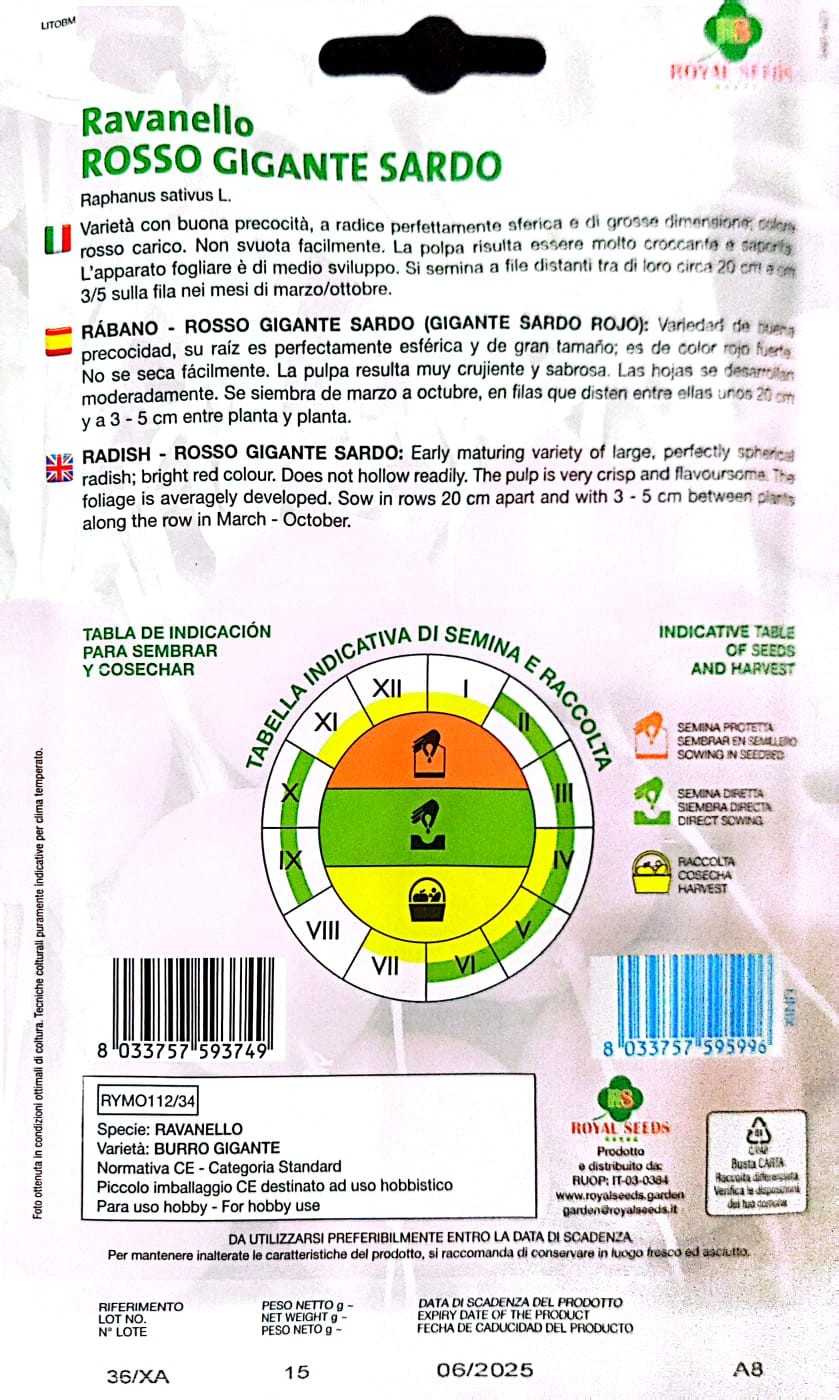 LITOBM
RS
ROYAL SEEDS
Ravanello
ROSSO GIGANTE SARDO
Raphanus sativus L.
Varietà con buona precocità, a radice perfettamente sferica e di grosse dimensione; colore
rosso carico. Non svuota facilmente. La polpa risulta essere molto croccante e saporita
L'apparato fogliare è di medio sviluppo. Si semina a file distanti tra di loro circa 20 cm e cm
3/5 sulla fila nei mesi di marzo/ottobre.
RÁBANO - ROSSO GIGANTE SARDO (GIGANTE SARDO ROJO): Variedad de buena
precocidad, su raíz es perfectamente esférica y de gran tamaño; es de color rojo fuerte.
No se seca fácilmente. La pulpa resulta muy crujiente y sabrosa. Las hojas se desarrollan
moderadamente. Se siembra de marzo a octubre, en filas que disten entre ellas unos 20 cm
y a 3 - 5 cm entre planta y planta.
RADISH - ROSSO GIGANTE SARDO: Early maturing variety of large, perfectly spherical
radish; bright red colour. Does not hollow readily. The pulp is very crisp and flavoursome. The
foliage is averagely developed. Sow in rows 20 cm apart and with 3 - 5 cm between plants
along the row in March - October.
TABLA DE INDICACIÓN
PARA SEMBRAR
Y COSECHAR
TABELLA INDICATIVA DI SEMINA E RACCOLTA
INDICATIVE TABLE
OF SEEDS
AND HARVEST
I
II
III
IV
V
VI
VII
VIII
IX
X
XI
XII
SEMINA PROTETTA
SEMBRAR EN SEMILLERO
SOWING IN SEEDBED
SEMINA DIRETTA
SIEMBRA DIRECTA
DIRECT SOWING
RACCOLTA
COSECHA
HARVEST
Foto ottenuta in condizioni ottimali di coltura. Tecniche colturali puramente indicative per clima temperato.
8 033757 593749
8 033757 595996
RYMO112/34
Specie: RAVANELLO
Varietà: BURRO GIGANTE
Normativa CE - Categoria Standard
Piccolo imballaggio CE destinato ad uso hobbistico
Para uso hobby - For hobby use
RS
ROYAL SEEDS
Prodotto
e distribuito da:
RUOP: IT-03-0384
www.royalseeds.garden
garden@royalseeds.it
Busta CARTA
Raccolta differenziata
Verifica le disposizioni
del tuo comune
DA UTILIZZARSI PREFERIBILMENTE ENTRO LA DATA DI SCADENZA
Per mantenere inalterate le caratteristiche del prodotto, si raccomanda di conservare in luogo fresco ed asciutto.
RIFERIMENTO
LOT NO.
N° LOTE
PESO NETTO g ~
NET WEIGHT g ~
PESO NETO g ~
DATA DI SCADENZA DEL PRODOTTO
EXPIRY DATE OF THE PRODUCT
FECHA DE CADUCIDAD DEL PRODUCTO
36/XA
15
06/2025
A8